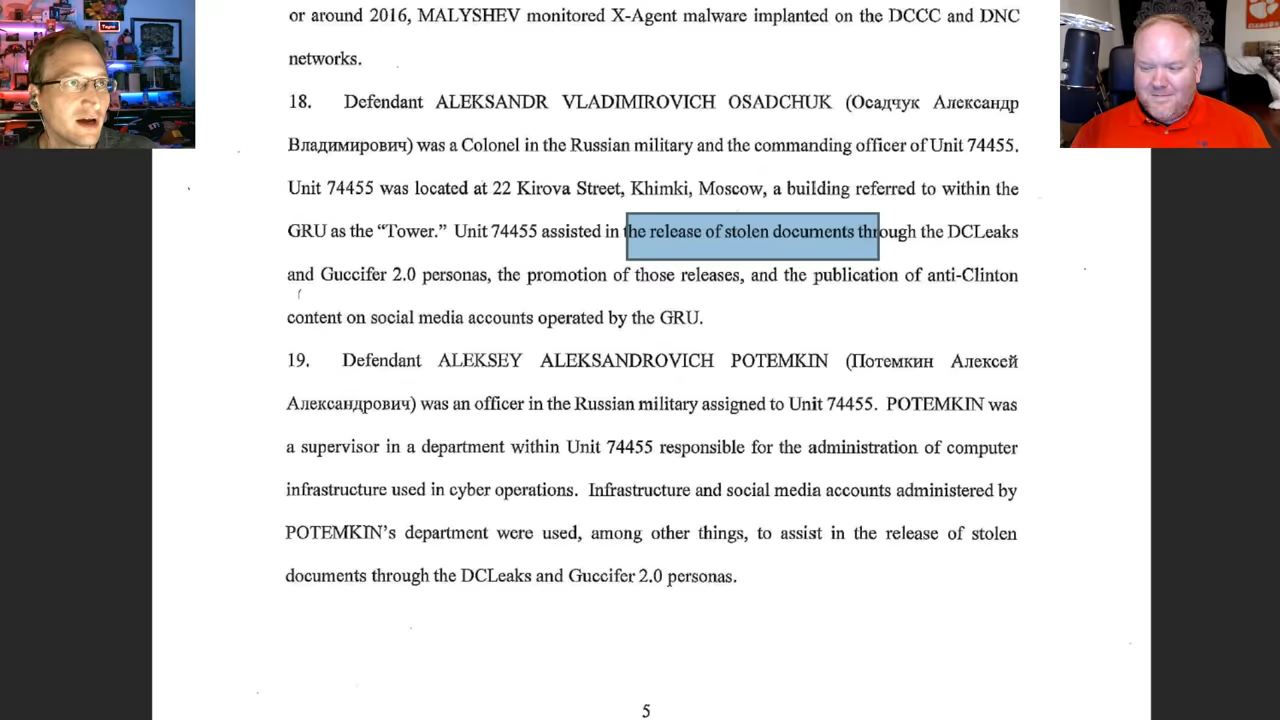 or around 2016, MALYSHEV monitored X-Agent malware implanted on the DCCC and DNC
networks.
18. Defendant ALEKSANDR VLADIMIROVICH OSADCHUK (Осадчук Александр
Владимирович) was a Colonel in the Russian military and the commanding officer of Unit 74455.
Unit 74455 was located at 22 Kirova Street, Khimki, Moscow, a building referred to within the
GRU as the “Tower.” Unit 74455 assisted in the release of stolen documents through the DCLeaks
and Guccifer 2.0 personas, the promotion of those releases, and the publication of anti-Clinton
content on social media accounts operated by the GRU.
19. Defendant ALEKSEY ALEKSANDROVICH POTEMKIN (Потемкин Алексей
Александрович) was an officer in the Russian military assigned to Unit 74455. POTEMKIN was
a supervisor in a department within Unit 74455 responsible for the administration of computer
infrastructure used in cyber operations. Infrastructure and social media accounts administered by
POTEMKIN’s department were used, among other things, to assist in the release of stolen
documents through the DCLeaks and Guccifer 2.0 personas.
5